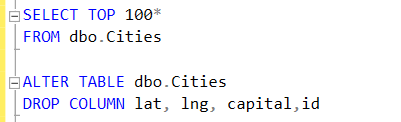 SELECT TOP 100*
FROM dbo.Cities
ALTER TABLE dbo.Cities
DROP COLUMN lat, lng, capital,id